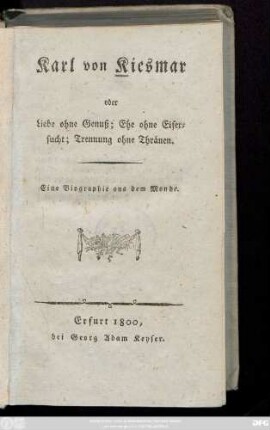 Karl von Kiesmar
oder
Liebe ohne Genuß; Ehe ohne Eifer-
sucht; Trennung ohne Thränen.
Eine Biographie aus dem Monde.
Erfurt 1800,
bei Georg Adam Keyser.